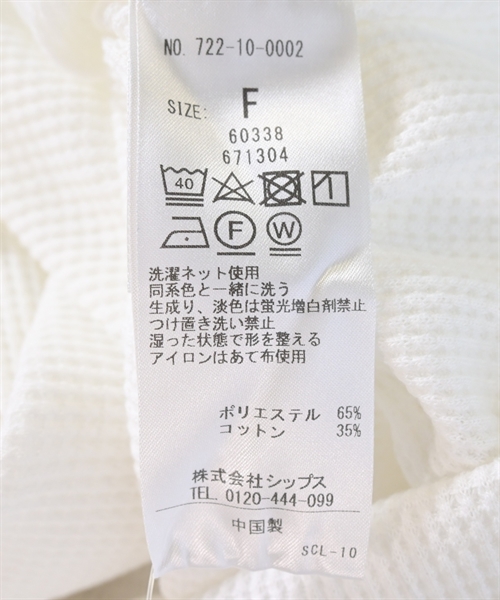 NO. 722-10-0002
SIZE: F
60338
671304
40
F W
洗濯ネット使用
同系色と一緒に洗う
生成り、淡色は蛍光増白剤禁止
つけ置き洗い禁止
湿った状態で形を整える
アイロンはあて布使用
ポリエステル 65%
コットン 35%
株式会社シップス
TEL. 0120-444-099
中国製
SCL-10